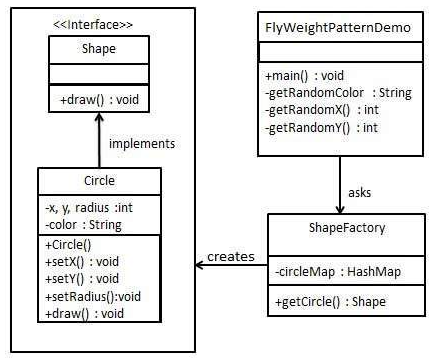 <<Interface>>
Shape
+draw() : void
implements
Circle
-x, y, radius :int
-color : String
+Circle()
+setX() : void
+setY() : void
+setRadius():void
+draw() : void
FlyWeightPatternDemo
+main() : void
-getRandomColor : String
-getRandomX() : int
-getRandomY() : int
asks
ShapeFactory
-circleMap : HashMap
+getCircle() : Shape
creates